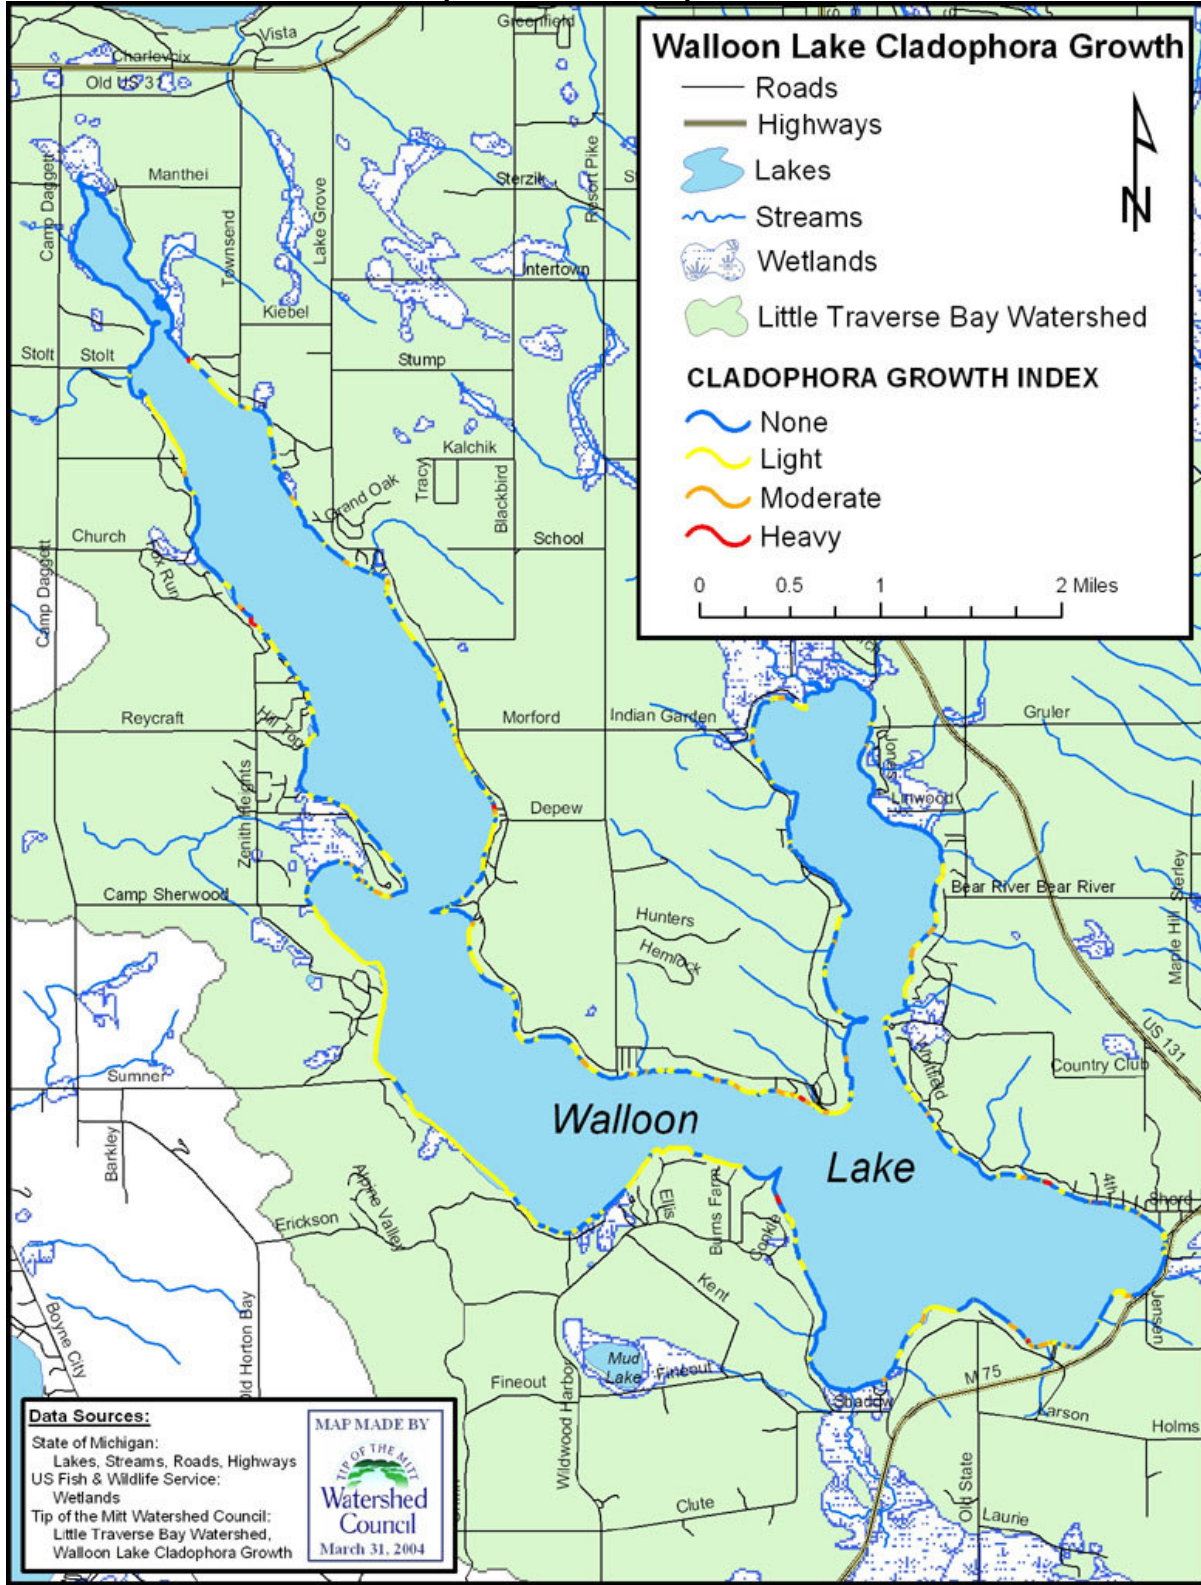 Walloon Lake Cladophora Growth
Roads
Highways
Lakes
Streams
Wetlands
Little Traverse Bay Watershed
CLADOPHORA GROWTH INDEX
None
Light
Moderate
Heavy
0 0.5 1 2 Miles
N
Greenfield
Vista
Charlevoix
Old US 31
Camp Daggett
Manthei
Townsend
Lake Grove
Resort Pike
Sterzik
Intertown
Kiebel
Stolt
Stolt
Stump
Kalchik
Tracy
Blackbird
Grand Oak
Church
School
Fox Run
Camp Daggett
Reycraft
Hill Top
Morford
Indian Garden
Gruler
Jones
Linwood
Zenith Heights
Depew
Camp Sherwood
Bear River Bear River
Maple Hill
Sterley
Hunters
Hemlock
US 131
Whitfield
Country Club
Sumner
Barkley
Walloon
Lake
Alpine Valley
Erickson
Ellis
Burns Farm
4th
Shore
Kent
Jensen
Boyne City
Old Horton Bay
Mud
Lake
Fineout
Fineout
Wildwood Harbor
M 75
Shadow
Larson
Holms
Old State
Clute
Laurie
Data Sources:
State of Michigan:
Lakes, Streams, Roads, Highways
US Fish & Wildlife Service:
Wetlands
Tip of the Mitt Watershed Council:
Little Traverse Bay Watershed,
Walloon Lake Cladophora Growth
MAP MADE BY
TIP OF THE MITT
Watershed
Council
March 31, 2004